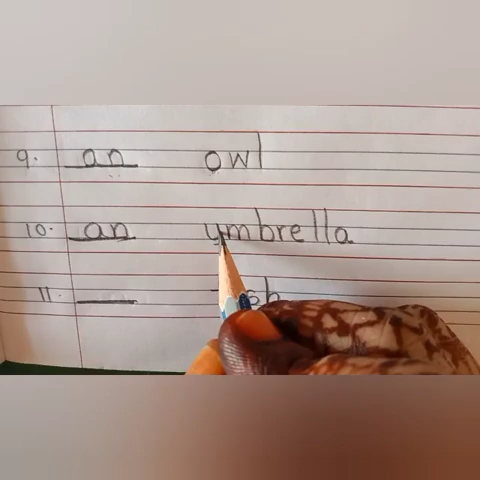 9. an owl
10. an umbrella
11.